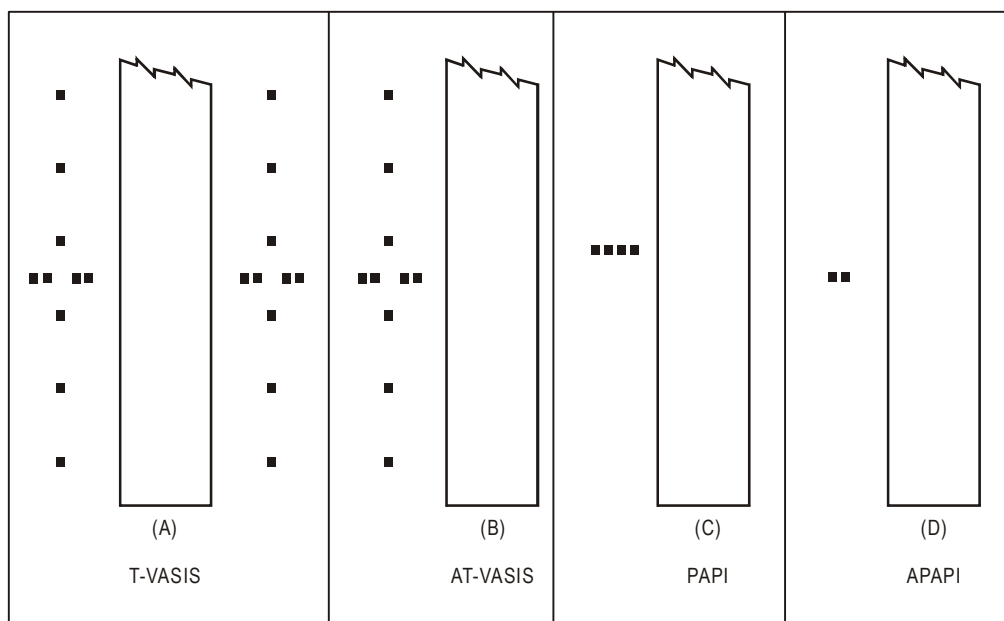 (A)
(B)
(C)
(D)
T-VASIS
AT-VASIS
PAPI
APAPI